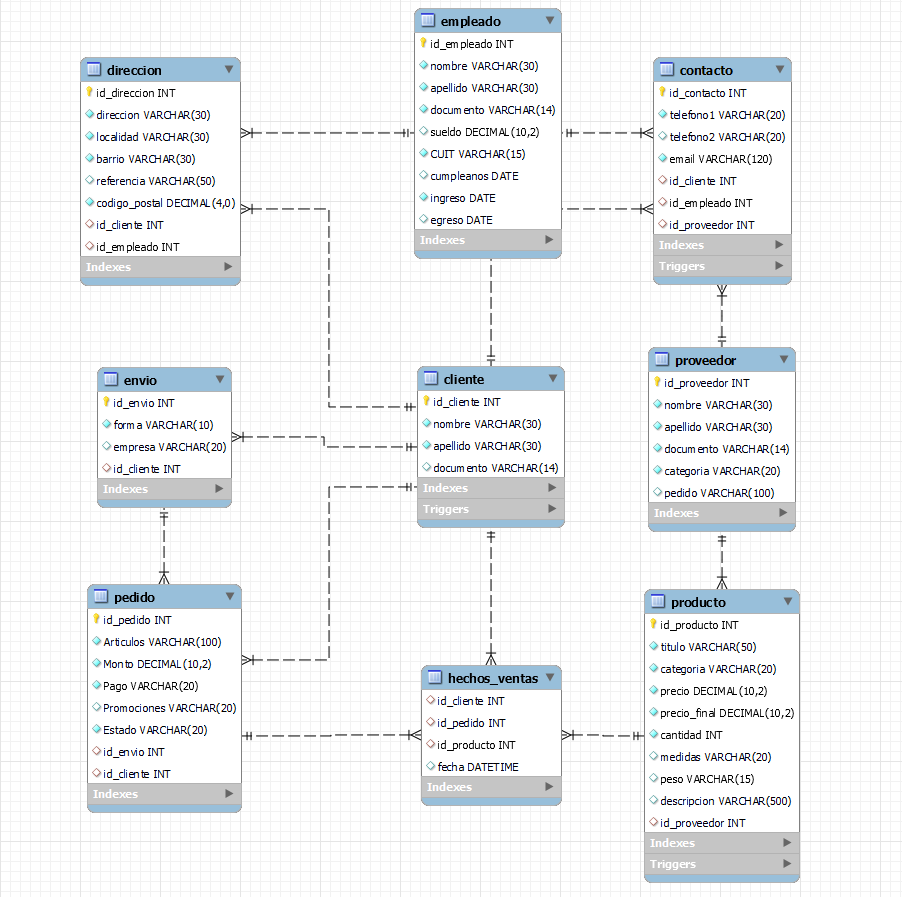 empleado
id_empleado INT
nombre VARCHAR(30)
apellido VARCHAR(30)
documento VARCHAR(14)
sueldo DECIMAL(10,2)
CUIT VARCHAR(15)
cumpleanos DATE
ingreso DATE
egreso DATE
Indexes
direccion
id_direccion INT
direccion VARCHAR(30)
localidad VARCHAR(30)
barrio VARCHAR(30)
referencia VARCHAR(50)
codigo_postal DECIMAL(4,0)
id_cliente INT
id_empleado INT
Indexes
contacto
id_contacto INT
telefono1 VARCHAR(20)
telefono2 VARCHAR(20)
email VARCHAR(120)
id_cliente INT
id_empleado INT
id_proveedor INT
Indexes
Triggers
envio
id_envio INT
forma VARCHAR(10)
empresa VARCHAR(20)
id_cliente INT
Indexes
cliente
id_cliente INT
nombre VARCHAR(30)
apellido VARCHAR(30)
documento VARCHAR(14)
Indexes
Triggers
proveedor
id_proveedor INT
nombre VARCHAR(30)
apellido VARCHAR(30)
documento VARCHAR(14)
categoria VARCHAR(20)
pedido VARCHAR(100)
Indexes
pedido
id_pedido INT
Articulos VARCHAR(100)
Monto DECIMAL(10,2)
Pago VARCHAR(20)
Promociones VARCHAR(20)
Estado VARCHAR(20)
id_envio INT
id_cliente INT
Indexes
hechos_ventas
id_cliente INT
id_pedido INT
id_producto INT
fecha DATETIME
Indexes
producto
id_producto INT
titulo VARCHAR(50)
categoria VARCHAR(20)
precio DECIMAL(10,2)
precio_final DECIMAL(10,2)
cantidad INT
medidas VARCHAR(20)
peso VARCHAR(15)
descripcion VARCHAR(500)
id_proveedor INT
Indexes
Triggers